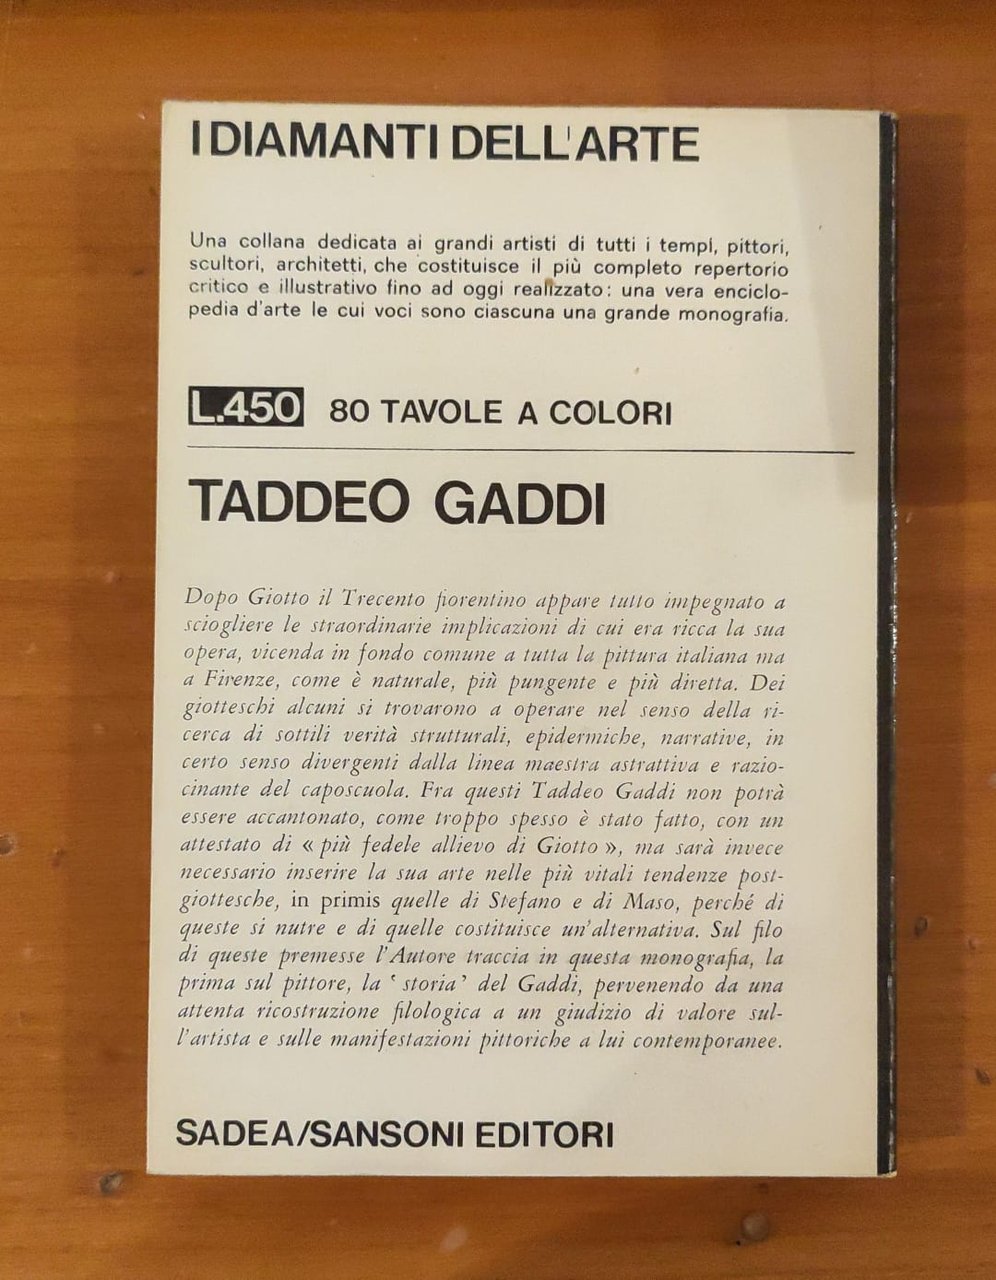 I DIAMANTI DELL'ARTE
Una collana dedicata ai grandi artisti di tutti i tempi, pittori,
scultori, architetti, che costituisce il più completo repertorio
critico e illustrativo fino ad oggi realizzato: una vera enciclo-
pedia d'arte le cui voci sono ciascuna una grande monografia.
L.450 80 TAVOLE A COLORI
TADDEO GADDI
Dopo Giotto il Trecento fiorentino appare tutto impegnato a
sciogliere le straordinarie implicazioni di cui era ricca la sua
opera, vicenda in fondo comune a tutta la pittura italiana ma
a Firenze, come è naturale, più pungente e più diretta. Dei
giotteschi alcuni si trovarono a operare nel senso della ri-
cerca di sottili verità strutturali, epidermiche, narrative, in
certo senso divergenti dalla linea maestra astrattiva e razio-
cinante del caposcuola. Fra questi Taddeo Gaddi non potrà
essere accantonato, come troppo spesso è stato fatto, con un
attestato di « più fedele allievo di Giotto », ma sarà invece
necessario inserire la sua arte nelle più vitali tendenze post-
giottesche, in primis quelle di Stefano e di Maso, perché di
queste si nutre e di quelle costituisce un'alternativa. Sul filo
di queste premesse l'Autore traccia in questa monografia, la
prima sul pittore, la ‛ storia ’ del Gaddi, pervenendo da una
attenta ricostruzione filologica a un giudizio di valore sul-
l'artista e sulle manifestazioni pittoriche a lui contemporanee.
SADEA/SANSONI EDITORI